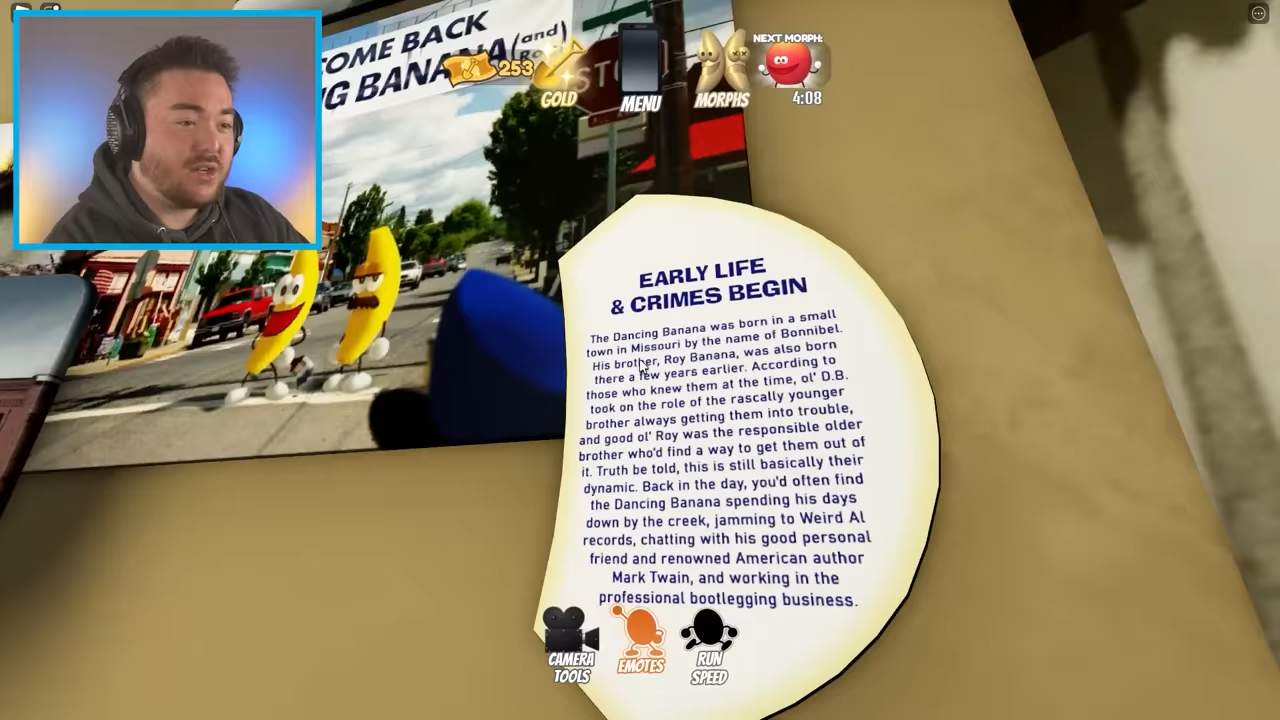 COME BACK
G BANANA (and)
253
GOLD
STO
MENU
MORPHS
NEXT MORPH:
4:08
EARLY LIFE
& CRIMES BEGIN
The Dancing Banana was born in a small
town in Missouri by the name of Bonnibel.
His brother, Roy Banana, was also born
there a few years earlier. According to
those who knew them at the time, ol' D.B.
took on the role of the rascally younger
brother always getting them into trouble,
and good ol' Roy was the responsible older
brother who'd find a way to get them out of
it. Truth be told, this is still basically their
dynamic. Back in the day, you'd often find
the Dancing Banana spending his days
down by the creek, jamming to Weird Al
records, chatting with his good personal
friend and renowned American author
Mark Twain, and working in the
professional bootlegging business.
CAMERA
TOOLS
EMOTES
RUN
SPEED